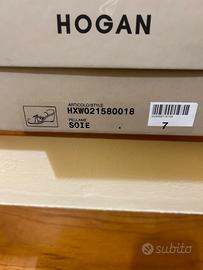 HOGAN
ARTICOLO/STYLE
HXW021580018
PELLAME
SOIE
7
subito